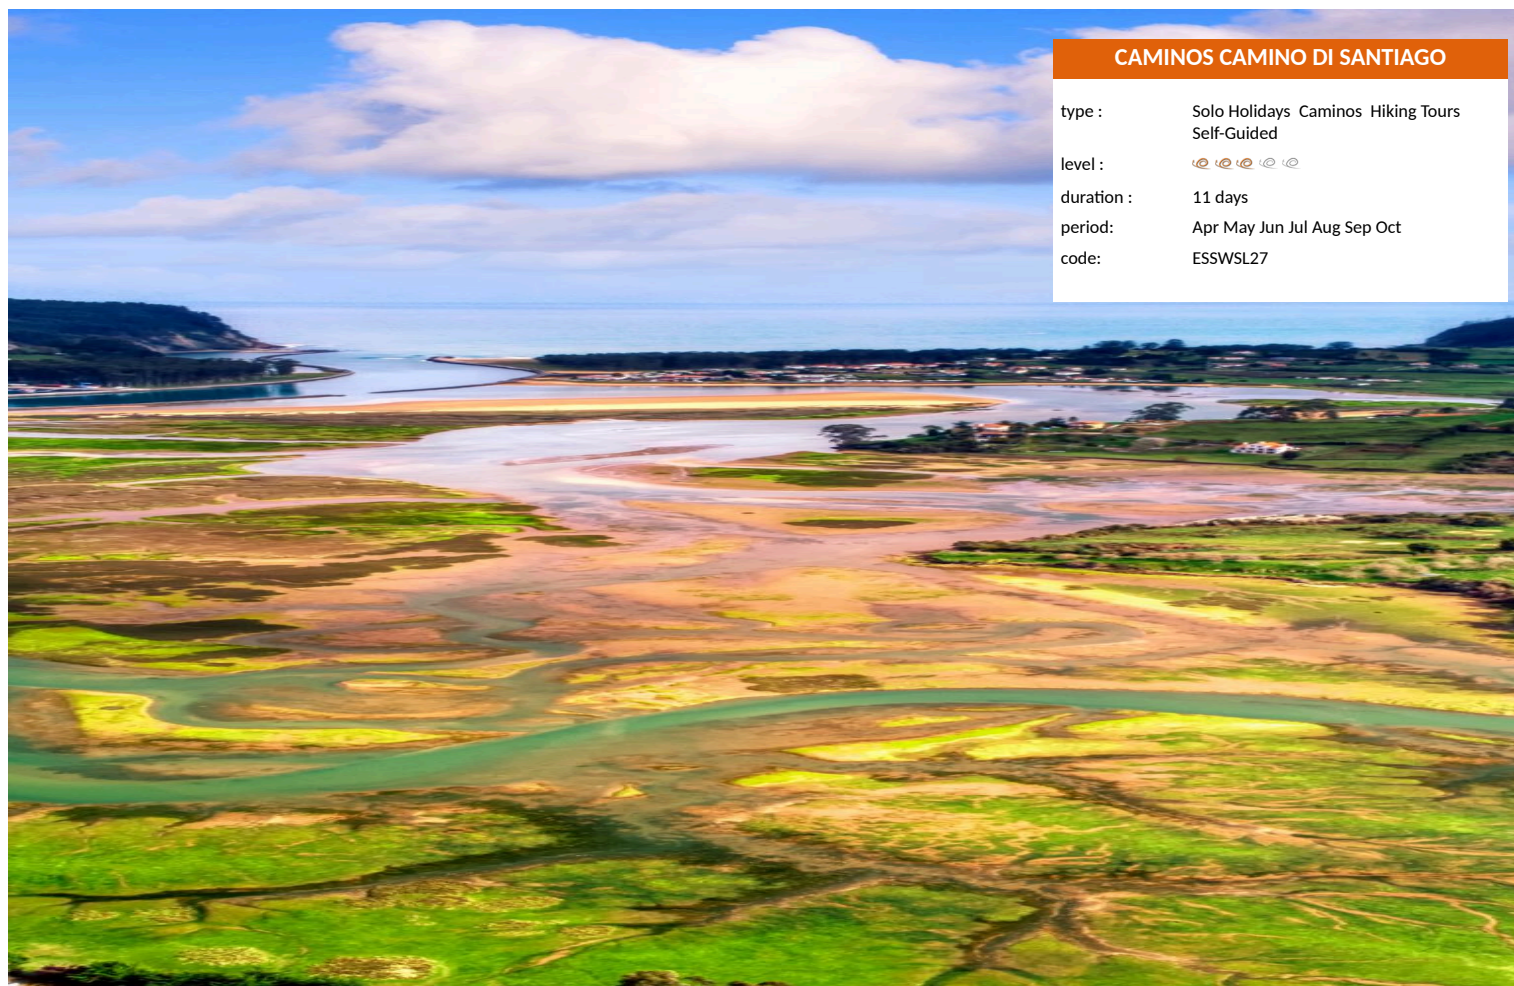 CAMINOS CAMINO DI SANTIAGO
type : Solo Holidays Caminos Hiking Tours
Self-Guided
level :
duration : 11 days
period: Apr May Jun Jul Aug Sep Oct
code: ESSWSL27